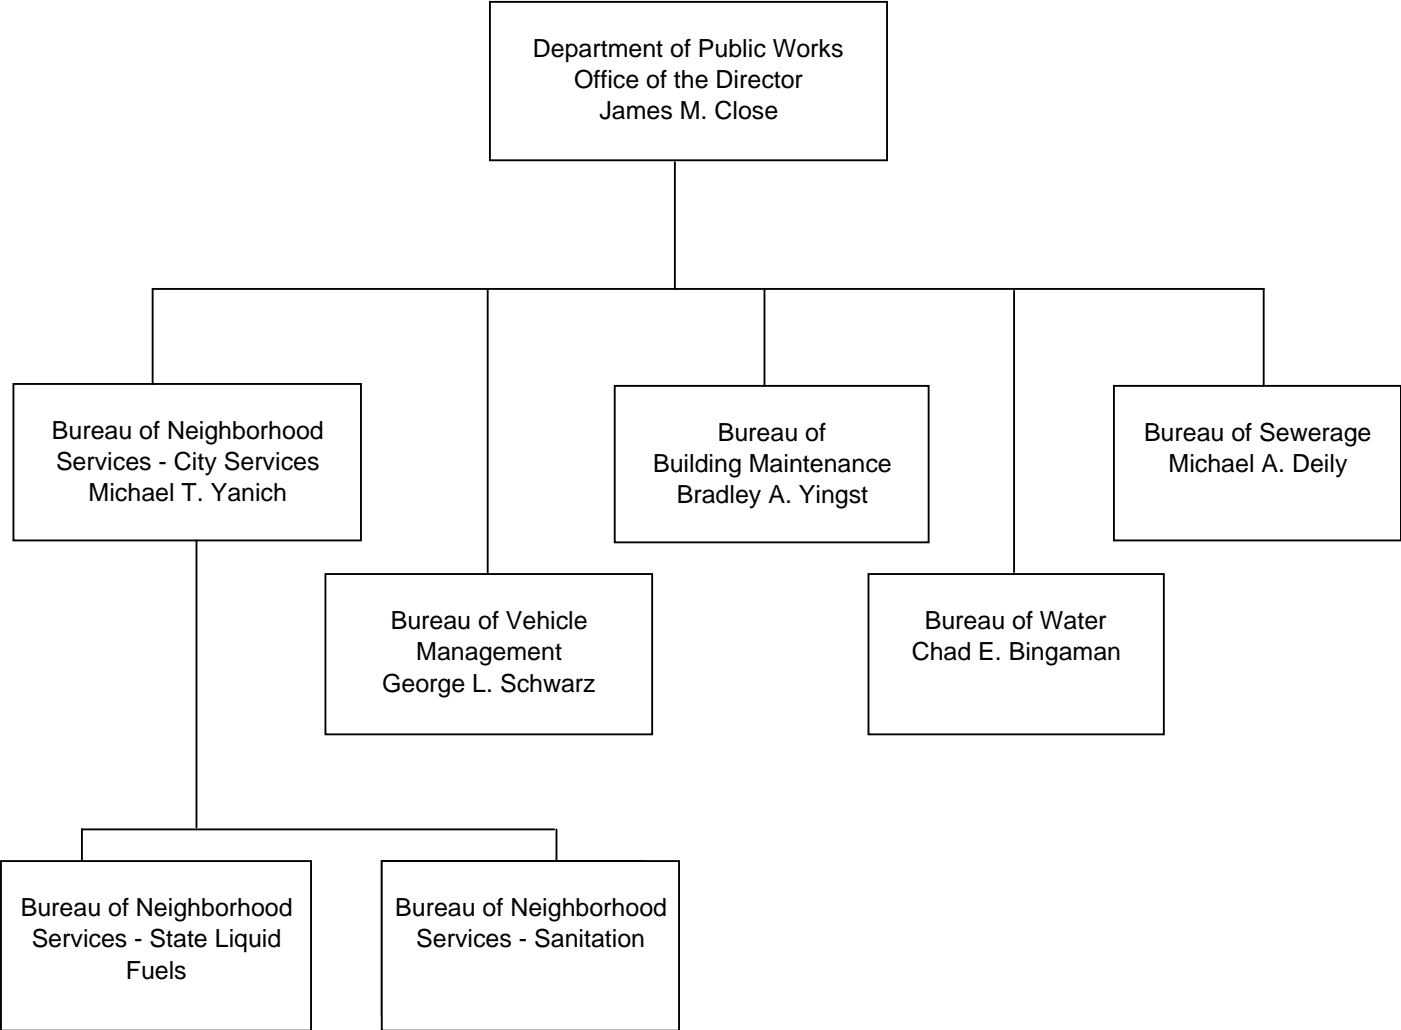 Department of Public Works
Office of the Director
James M. Close
Bureau of Neighborhood
Services - City Services
Michael T. Yanich
Bureau of
Building Maintenance
Bradley A. Yingst
Bureau of Sewerage
Michael A. Deily
Bureau of Vehicle
Management
George L. Schwarz
Bureau of Water
Chad E. Bingaman
Bureau of Neighborhood
Services - State Liquid
Fuels
Bureau of Neighborhood
Services - Sanitation